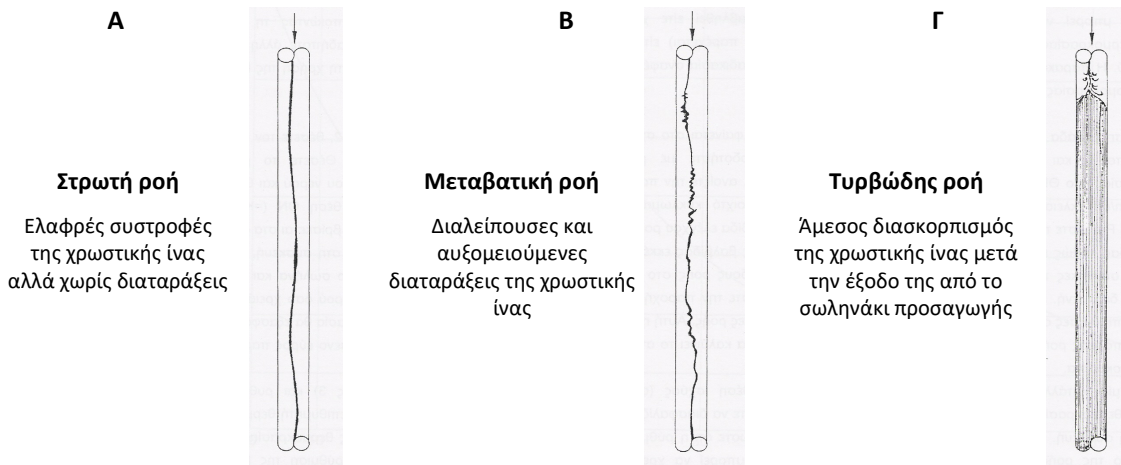 Α
Στρωτή ροή
Ελαφρές συστροφές
της χρωστικής ίνας
αλλά χωρίς διαταράξεις
Β
Μεταβατική ροή
Διαλείπουσες και
αυξομειούμενες
διαταράξεις της χρωστικής
ίνας
Γ
Τυρβώδης ροή
Άμεσος διασκορπισμός
της χρωστικής ίνας μετά
την έξοδο της από το
σωληνάκι προσαγωγής